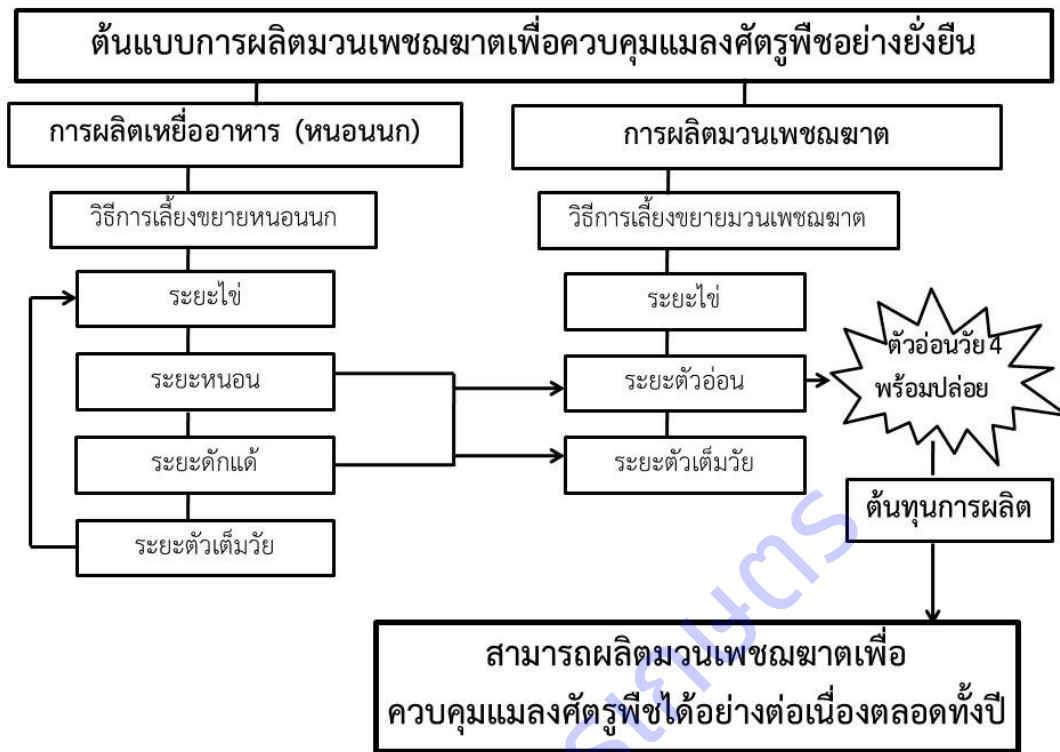 ต้นแบบการผลิตมวนเพชฌฆาตเพื่อควบคุมแมลงศัตรูพืชอย่างยั่งยืน
การผลิตเหยื่ออาหาร (หนอนนก)
การผลิตมวนเพชฌฆาต
วิธีการเลี้ยงขยายหนอนนก
วิธีการเลี้ยงขยายมวนเพชฌฆาต
ระยะไข่
ระยะไข่
ระยะหนอน
ระยะตัวอ่อน
ตัวอ่อนวัย 4
พร้อมปล่อย
ระยะดักแด้
ระยะตัวเต็มวัย
ระยะตัวเต็มวัย
ต้นทุนการผลิต
สามารถผลิตมวนเพชฌฆาตเพื่อ
ควบคุมแมลงศัตรูพืชได้อย่างต่อเนื่องตลอดทั้งปี